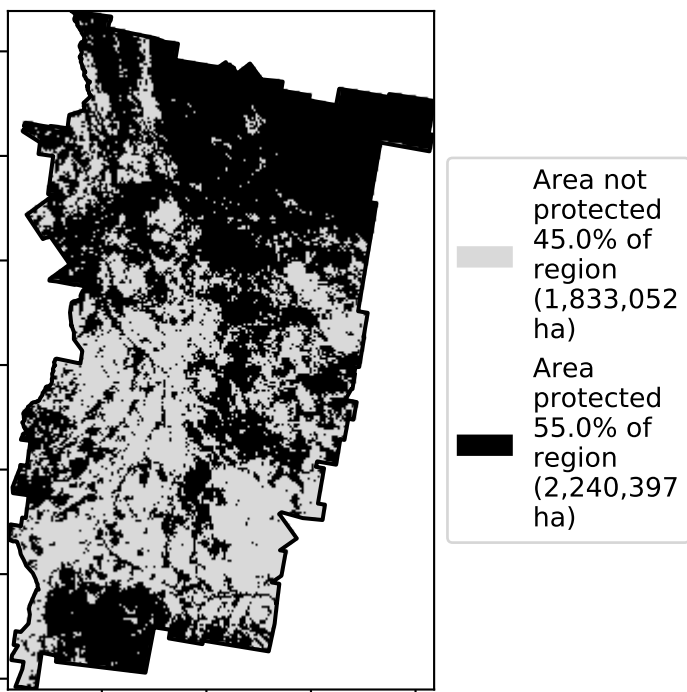 Area not
protected
45.0% of
region
(1,833,052
ha)
Area
protected
55.0% of
region
(2,240,397
ha)